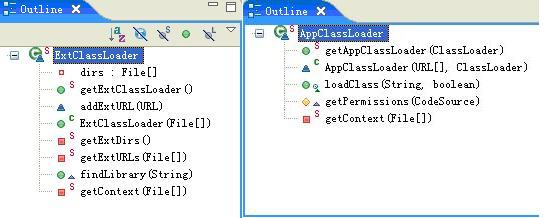 Outline
ExtClassLoader
dirs : File[]
getExtClassLoader()
addExtURL(URL)
ExtClassLoader(File[])
getExtDirs()
getExtURLs(File[])
findLibrary(String)
getContext(File[])
Outline
AppClassLoader
getAppClassLoader(ClassLoader)
AppClassLoader(URL[], ClassLoader)
loadClass(String, boolean)
getPermissions(CodeSource)
getContext(File[])